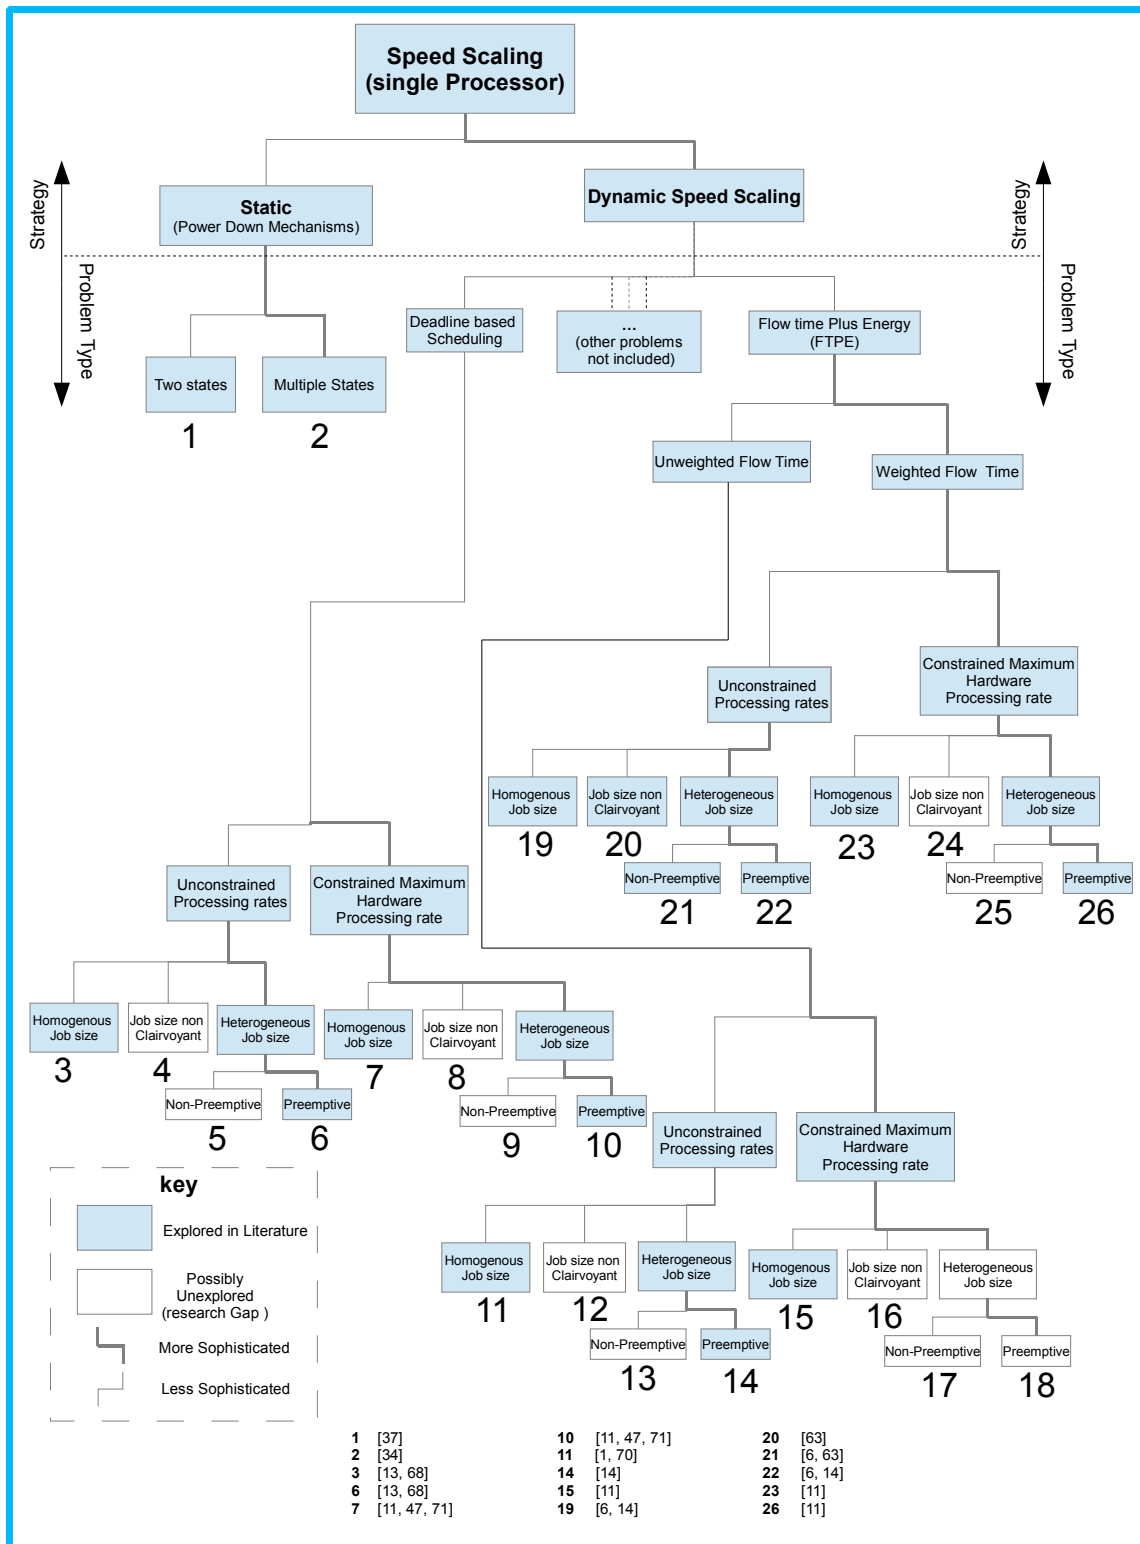 Speed Scaling
(single Processor)
Strategy
Problem Type
Static
(Power Down Mechanisms)
Dynamic Speed Scaling
Strategy
Problem Type
Deadline based
Scheduling
...
(other problems
not included)
Flow time Plus Energy
(FTPE)
Two states
Multiple States
1
2
Unweighted Flow Time
Weighted Flow Time
Unconstrained
Processing rates
Constrained Maximum
Hardware
Processing rate
Homogenous
Job size
Job size non
Clairvoyant
Heterogeneous
Job size
Homogenous
Job size
Job size non
Clairvoyant
Heterogeneous
Job size
19
20
23
24
Non-Preemptive
Preemptive
Non-Preemptive
Preemptive
21
22
25
26
Unconstrained
Processing rates
Constrained Maximum
Hardware
Processing rate
Homogenous
Job size
Job size non
Clairvoyant
Heterogeneous
Job size
Homogenous
Job size
Job size non
Clairvoyant
Heterogeneous
Job size
3
4
7
8
Non-Preemptive
Preemptive
Non-Preemptive
Preemptive
5
6
9
10
Unconstrained
Processing rates
Constrained Maximum
Hardware
Processing rate
Homogenous
Job size
Job size non
Clairvoyant
Heterogeneous
Job size
Homogenous
Job size
Job size non
Clairvoyant
Heterogeneous
Job size
11
12
15
16
Non-Preemptive
Preemptive
Non-Preemptive
Preemptive
13
14
17
18
key
Explored in Literature
Possibly
Unexplored
(research Gap )
More Sophisticated
Less Sophisticated
1 [37]
2 [34]
3 [13, 68]
6 [13, 68]
7 [11, 47, 71]
10 [11, 47, 71]
11 [1, 70]
14 [14]
15 [11]
19 [6, 14]
20 [63]
21 [6, 63]
22 [6, 14]
23 [11]
26 [11]